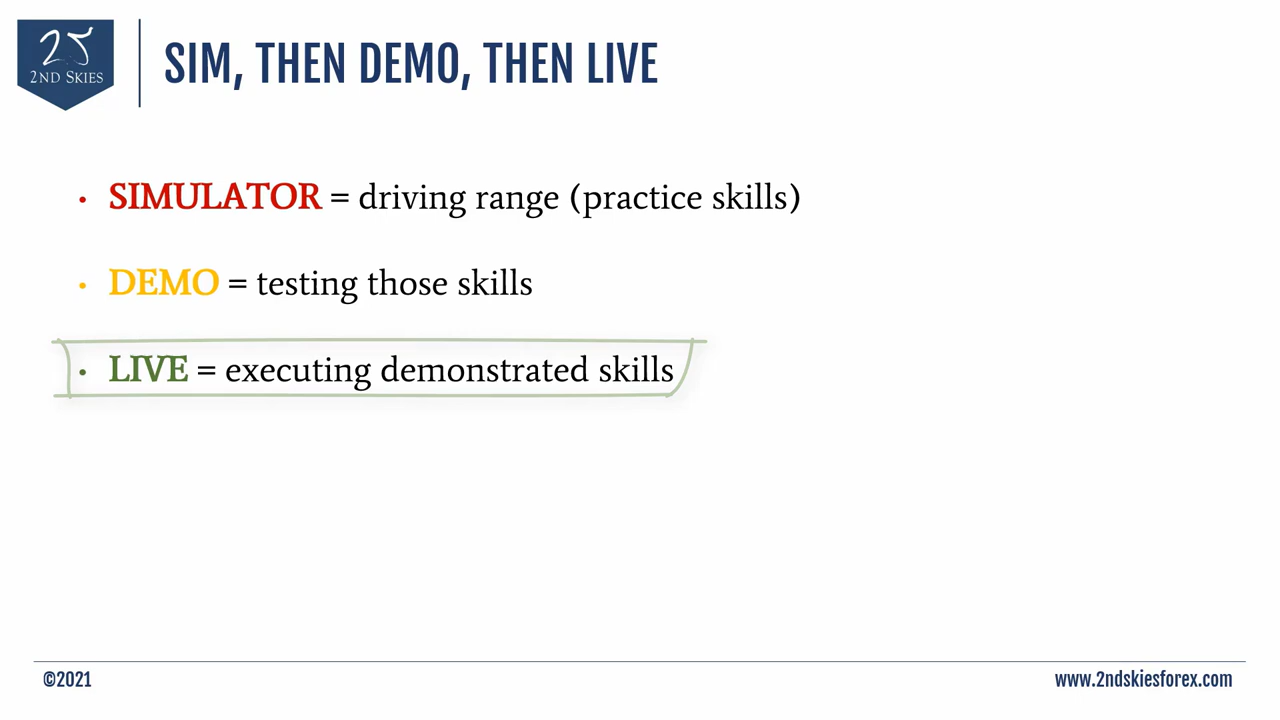 25
2ND SKIES
SIM, THEN DEMO, THEN LIVE
• SIMULATOR = driving range (practice skills)
• DEMO = testing those skills
• LIVE = executing demonstrated skills
©2021
www.2ndskiesforex.com